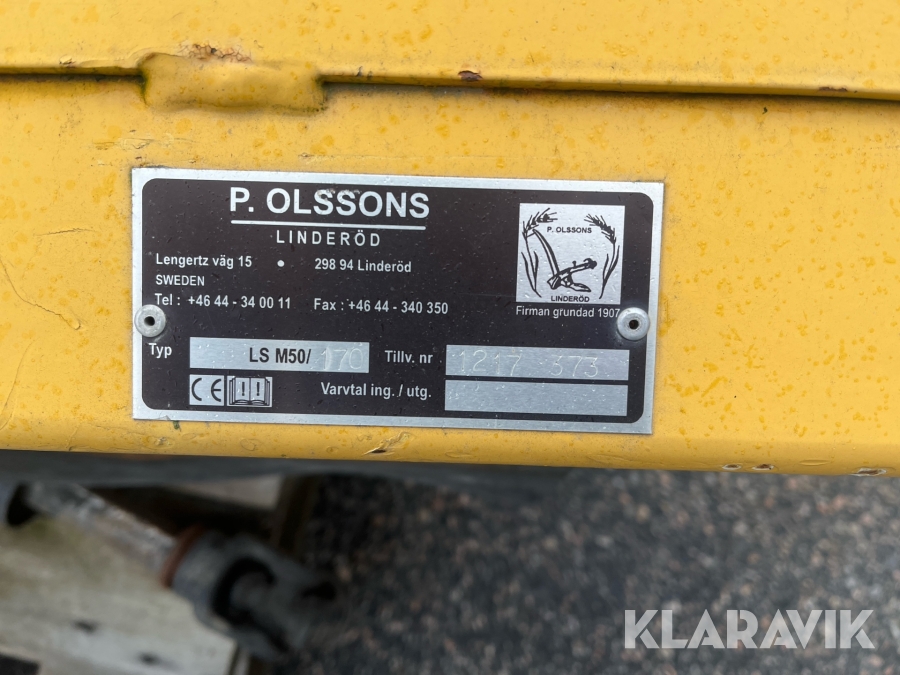 P. OLSSONS
LINDERÖD
Lengertz väg 15 • 298 94 Linderöd
SWEDEN
Tel : +46 44 - 34 00 11 Fax : +46 44 - 340 350
P. OLSSONS
LINDERÖD
Firman grundad 1907
Typ LS M50/170 Tillv. nr 1217 373
CE Varvtal ing. / utg.
KLARAVIK